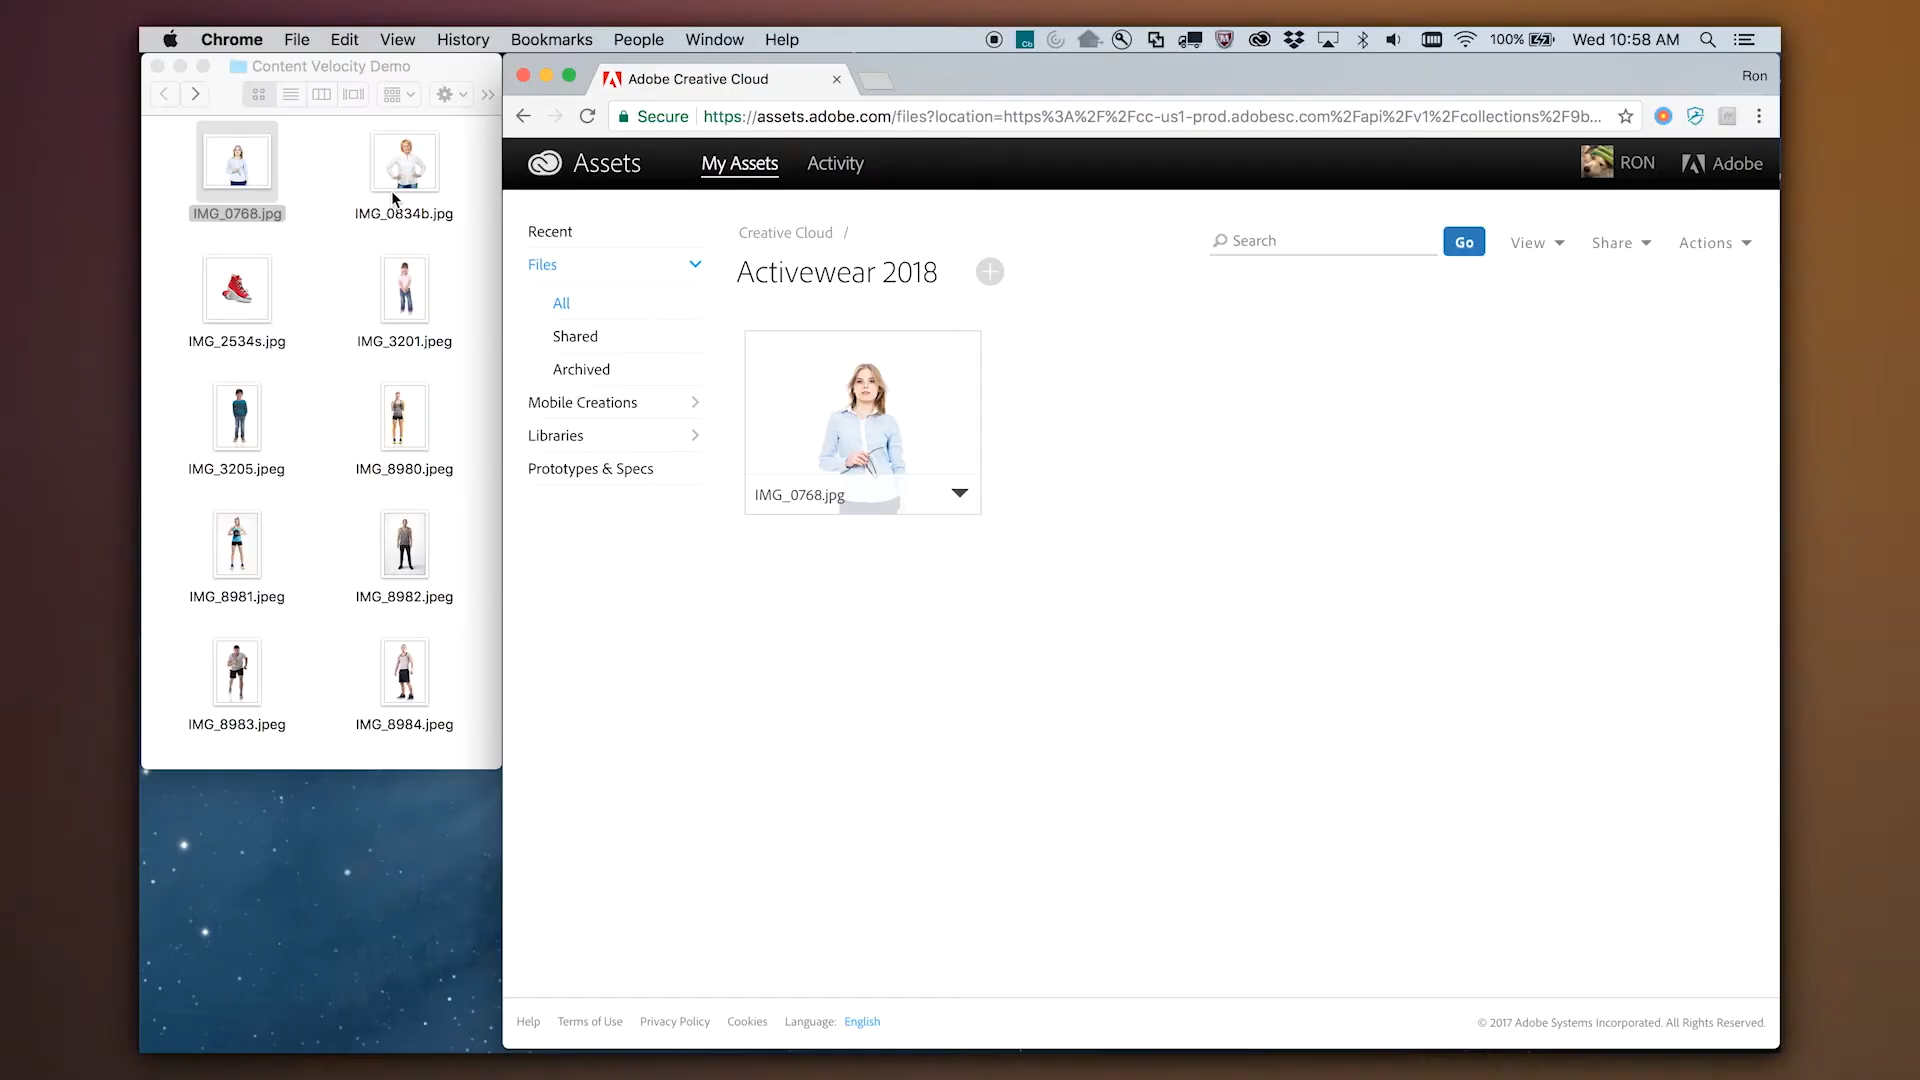 Chrome File Edit View History Bookmarks People Window Help
Cb
100%
Wed 10:58 AM
Content Velocity Demo
IMG_0768.jpg
IMG_0834b.jpg
IMG_2534s.jpg
IMG_3201.jpeg
IMG_3205.jpeg
IMG_8980.jpeg
IMG_8981.jpeg
IMG_8982.jpeg
IMG_8983.jpeg
IMG_8984.jpeg
Adobe Creative Cloud
Ron
Secure https://assets.adobe.com/files?location=https%3A%2F%2Fcc-us1-prod.adobesc.com%2Fapi%2Fv1%2Fcollections%2F9b...
Assets My Assets Activity
RON
Adobe
Recent
Files
All
Shared
Archived
Mobile Creations
Libraries
Prototypes & Specs
Creative Cloud /
Activewear 2018
Search
Go
View
Share
Actions
IMG_0768.jpg
Help Terms of Use Privacy Policy Cookies Language: English
© 2017 Adobe Systems Incorporated. All Rights Reserved.